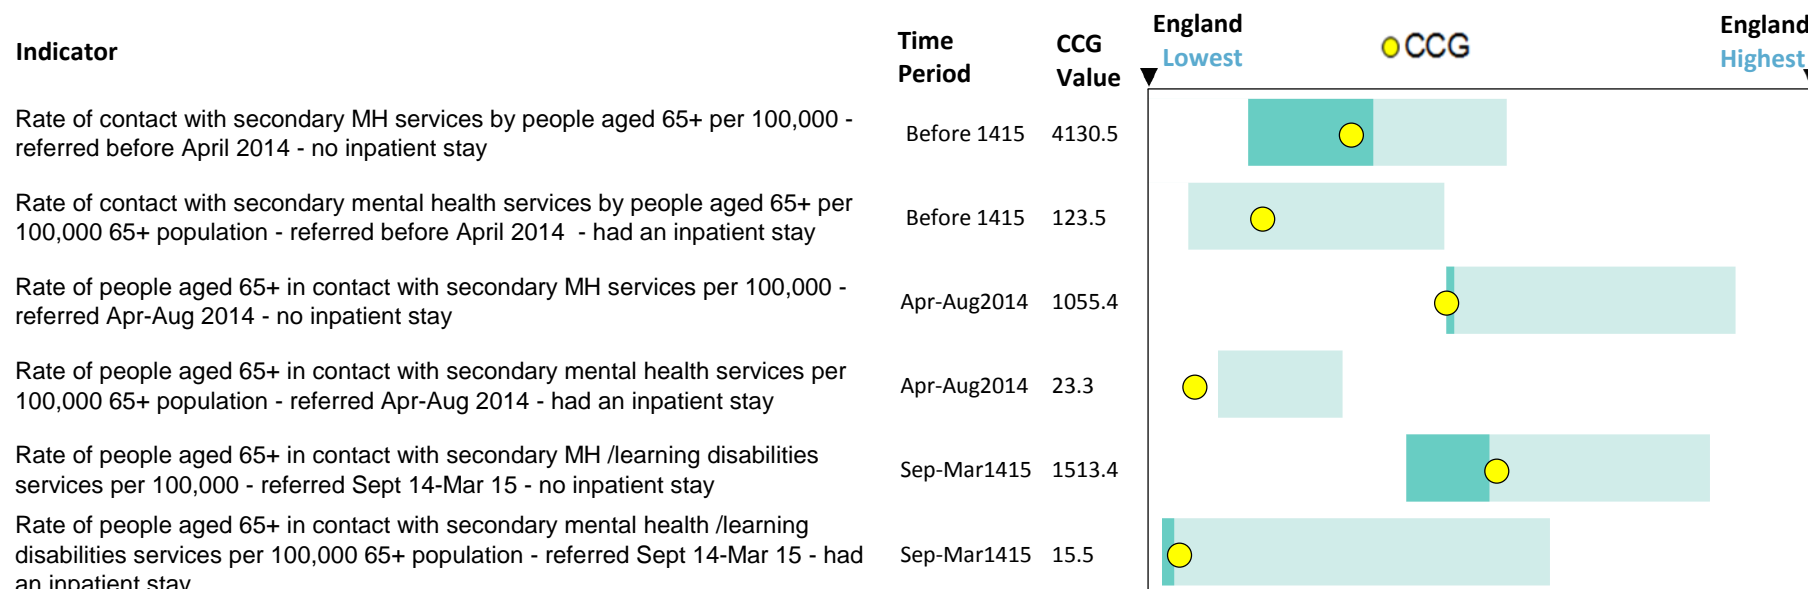 Indicator
Time Period
CCG Value
England Lowest
CCG
England Highest
Rate of contact with secondary MH services by people aged 65+ per 100,000 -
referred before April 2014 - no inpatient stay
Before 1415 4130.5
Rate of contact with secondary mental health services by people aged 65+ per
100,000 65+ population - referred before April 2014 - had an inpatient stay
Before 1415 123.5
Rate of people aged 65+ in contact with secondary MH services per 100,000 -
referred Apr-Aug 2014 - no inpatient stay
Apr-Aug2014 1055.4
Rate of people aged 65+ in contact with secondary mental health services per
100,000 65+ population - referred Apr-Aug 2014 - had an inpatient stay
Apr-Aug2014 23.3
Rate of people aged 65+ in contact with secondary MH /learning disabilities
services per 100,000 - referred Sept 14-Mar 15 - no inpatient stay
Sep-Mar1415 1513.4
Rate of people aged 65+ in contact with secondary mental health /learning
disabilities services per 100,000 65+ population - referred Sept 14-Mar 15 - had
an inpatient stay
Sep-Mar1415 15.5